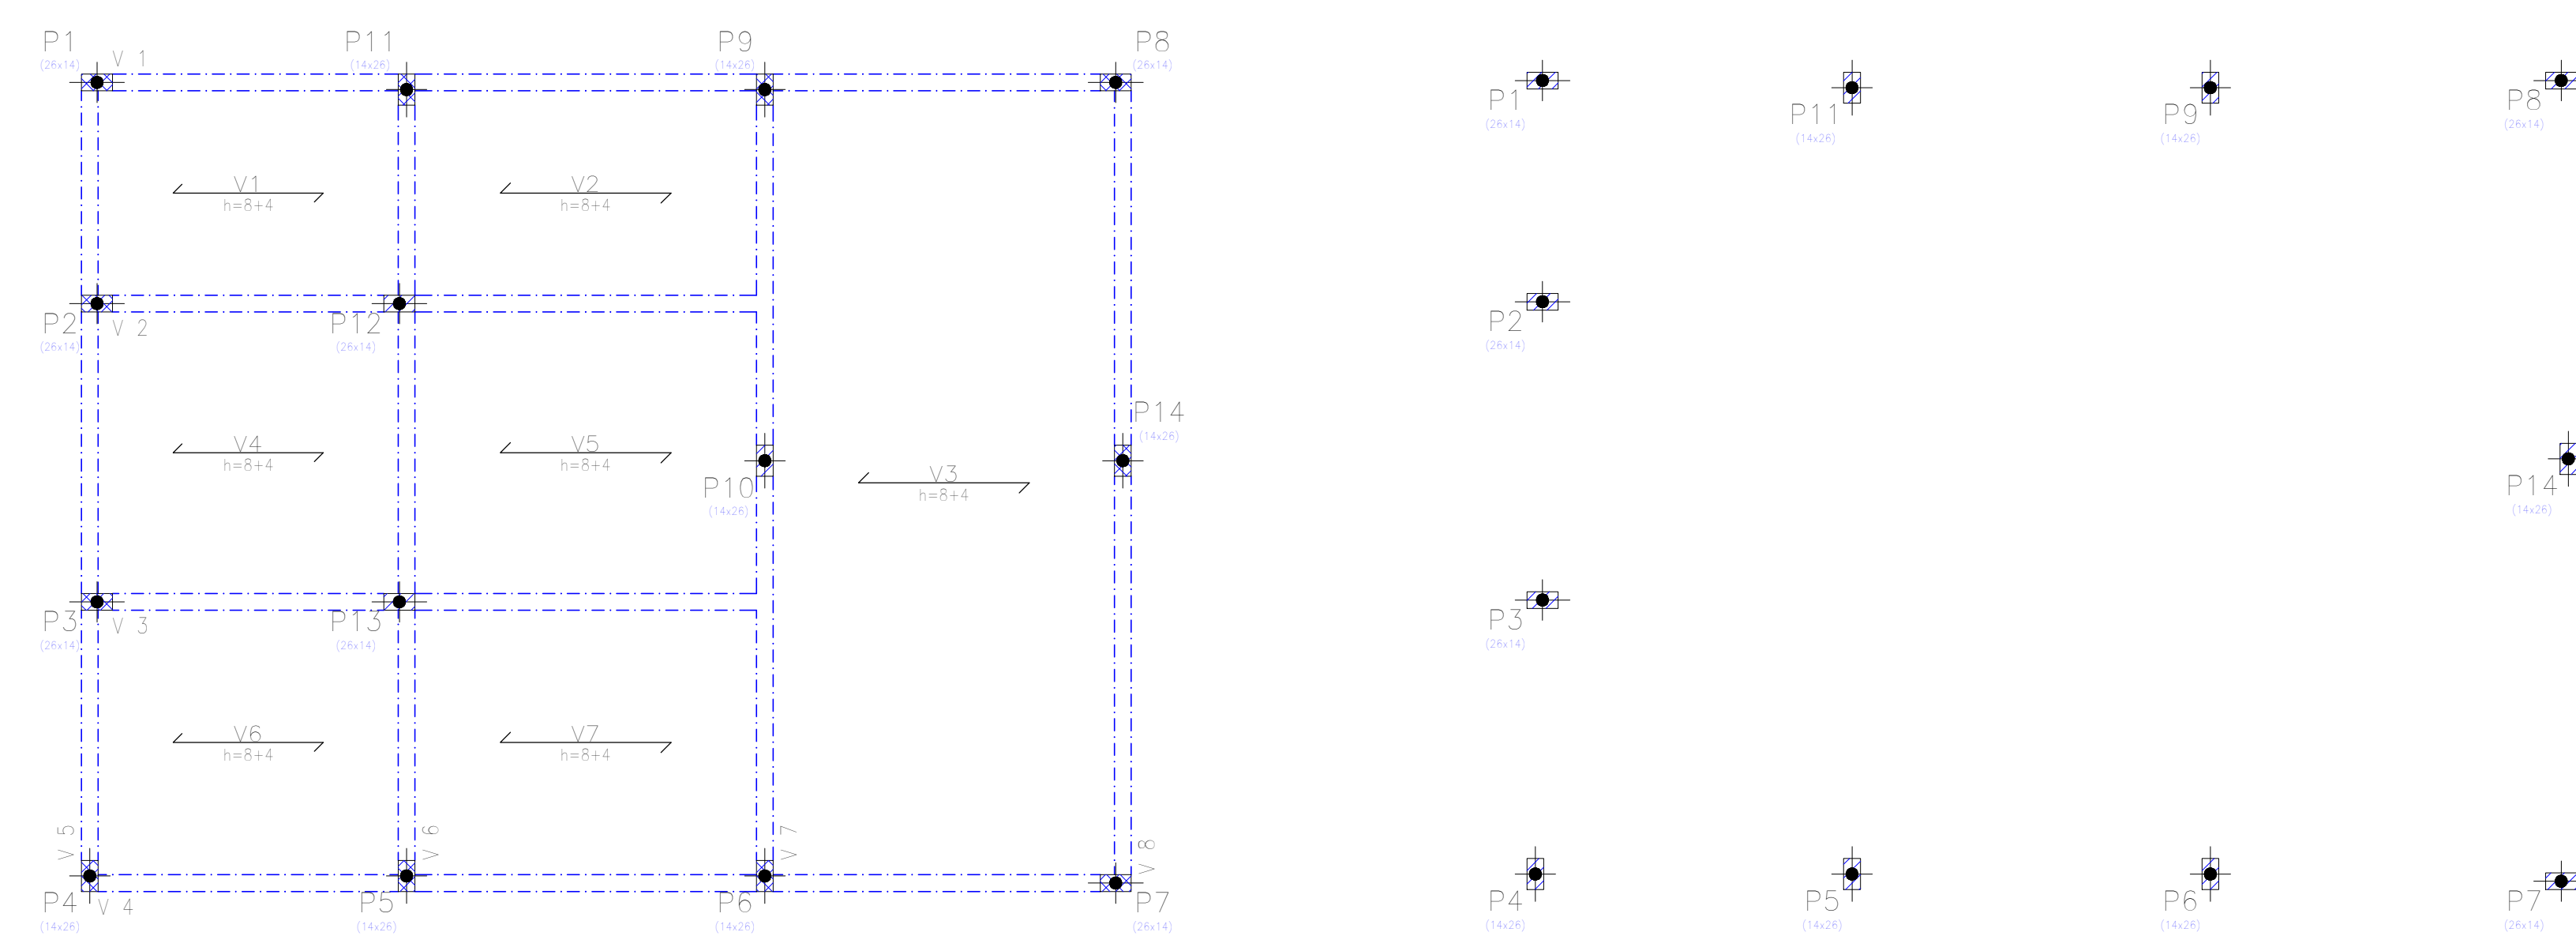 P1
(26x14)
V 1
P11
(14x26)
P9
(14x26)
P8
(26x14)
V1
h=8+4
V2
h=8+4
P2
(26x14)
V 2
P12
(26x14)
P14
(14x26)
V4
h=8+4
V5
h=8+4
P10
(14x26)
V3
h=8+4
P3
(26x14)
V 3
P13
(26x14)
V6
h=8+4
V7
h=8+4
V 5
V 6
V 7
V 8
P4
(14x26)
V 4
P5
(14x26)
P6
(14x26)
P7
(26x14)
P1
(26x14)
P11
(14x26)
P9
(14x26)
P8
(26x14)
P2
(26x14)
P14
(14x26)
P3
(26x14)
P4
(14x26)
P5
(14x26)
P6
(14x26)
P7
(26x14)